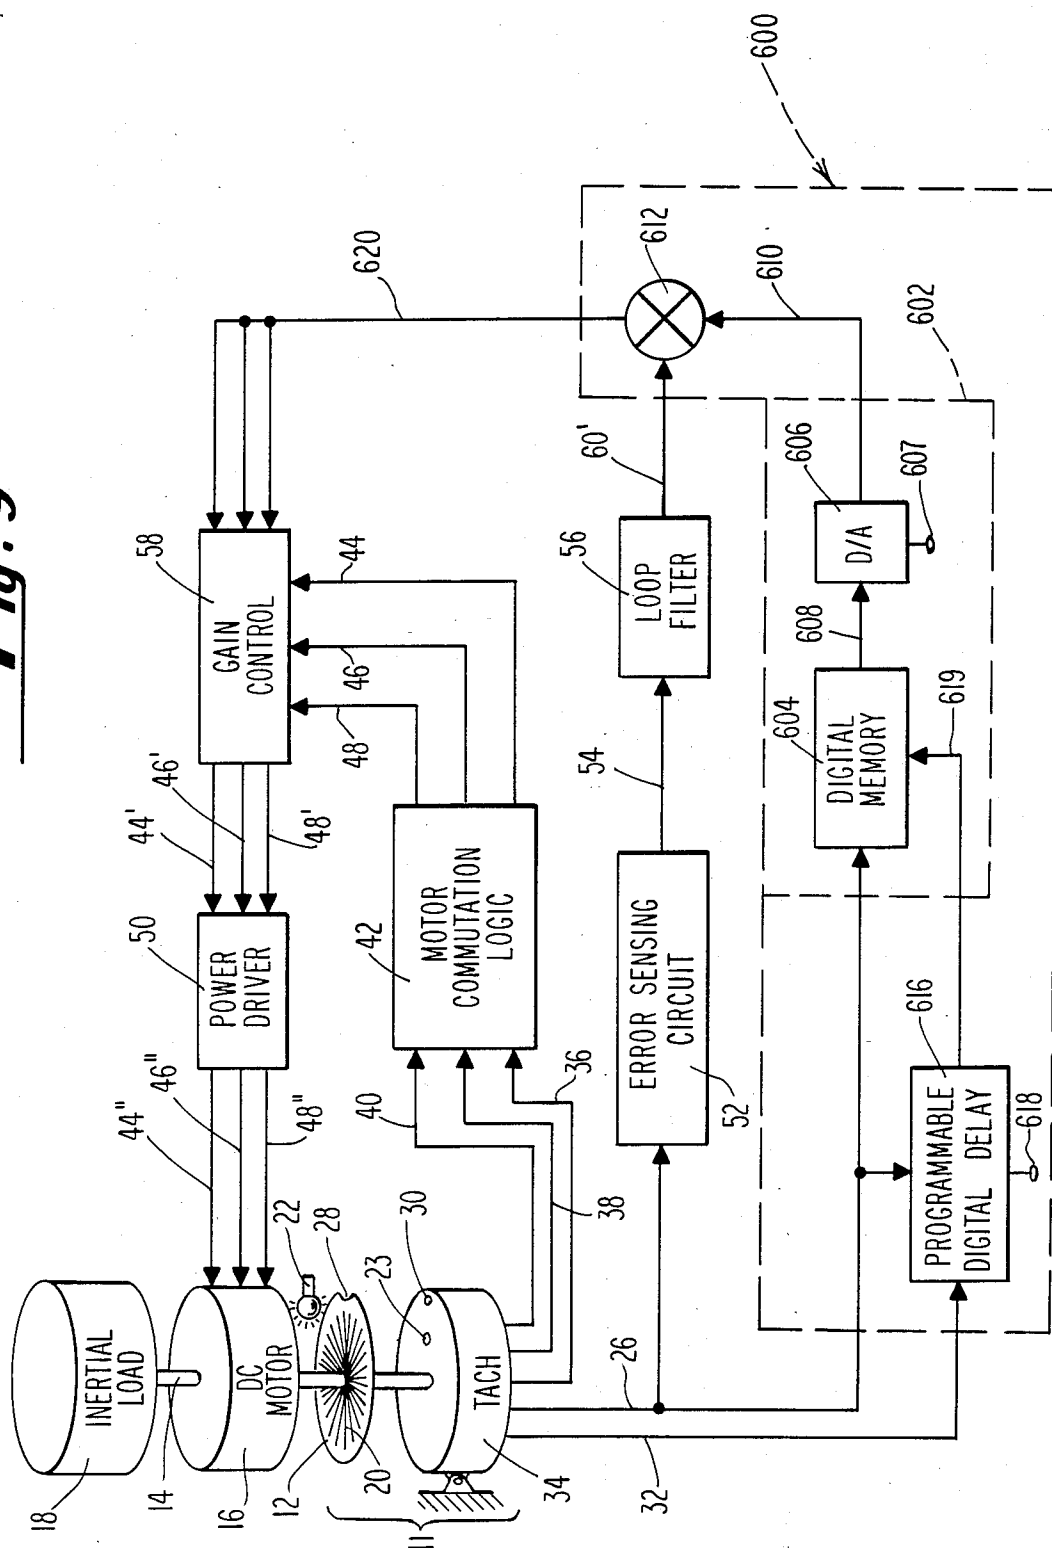 Fig. 9
600
620
612
610
602
58
GAIN
CONTROL
44
46
48
60'
56
LOOP
FILTER
606
D/A
607
608
604
DIGITAL
MEMORY
619
44'
46'
48'
54
50
POWER
DRIVER
42
MOTOR
COMMUTATION
LOGIC
ERROR SENSING
CIRCUIT
52
616
PROGRAMMABLE
DIGITAL DELAY
618
44"
46"
48"
40
36
38
22
28
23
30
INERTIAL
LOAD
DC
MOTOR
TACH
26
32
18
14
16
12
20
34
11